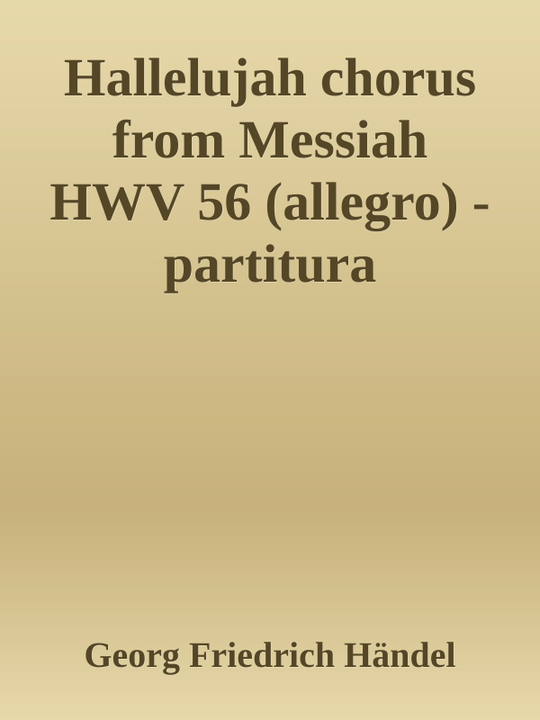 Hallelujah chorus
from Messiah
HWV 56 (allegro) -
partitura
Georg Friedrich Händel